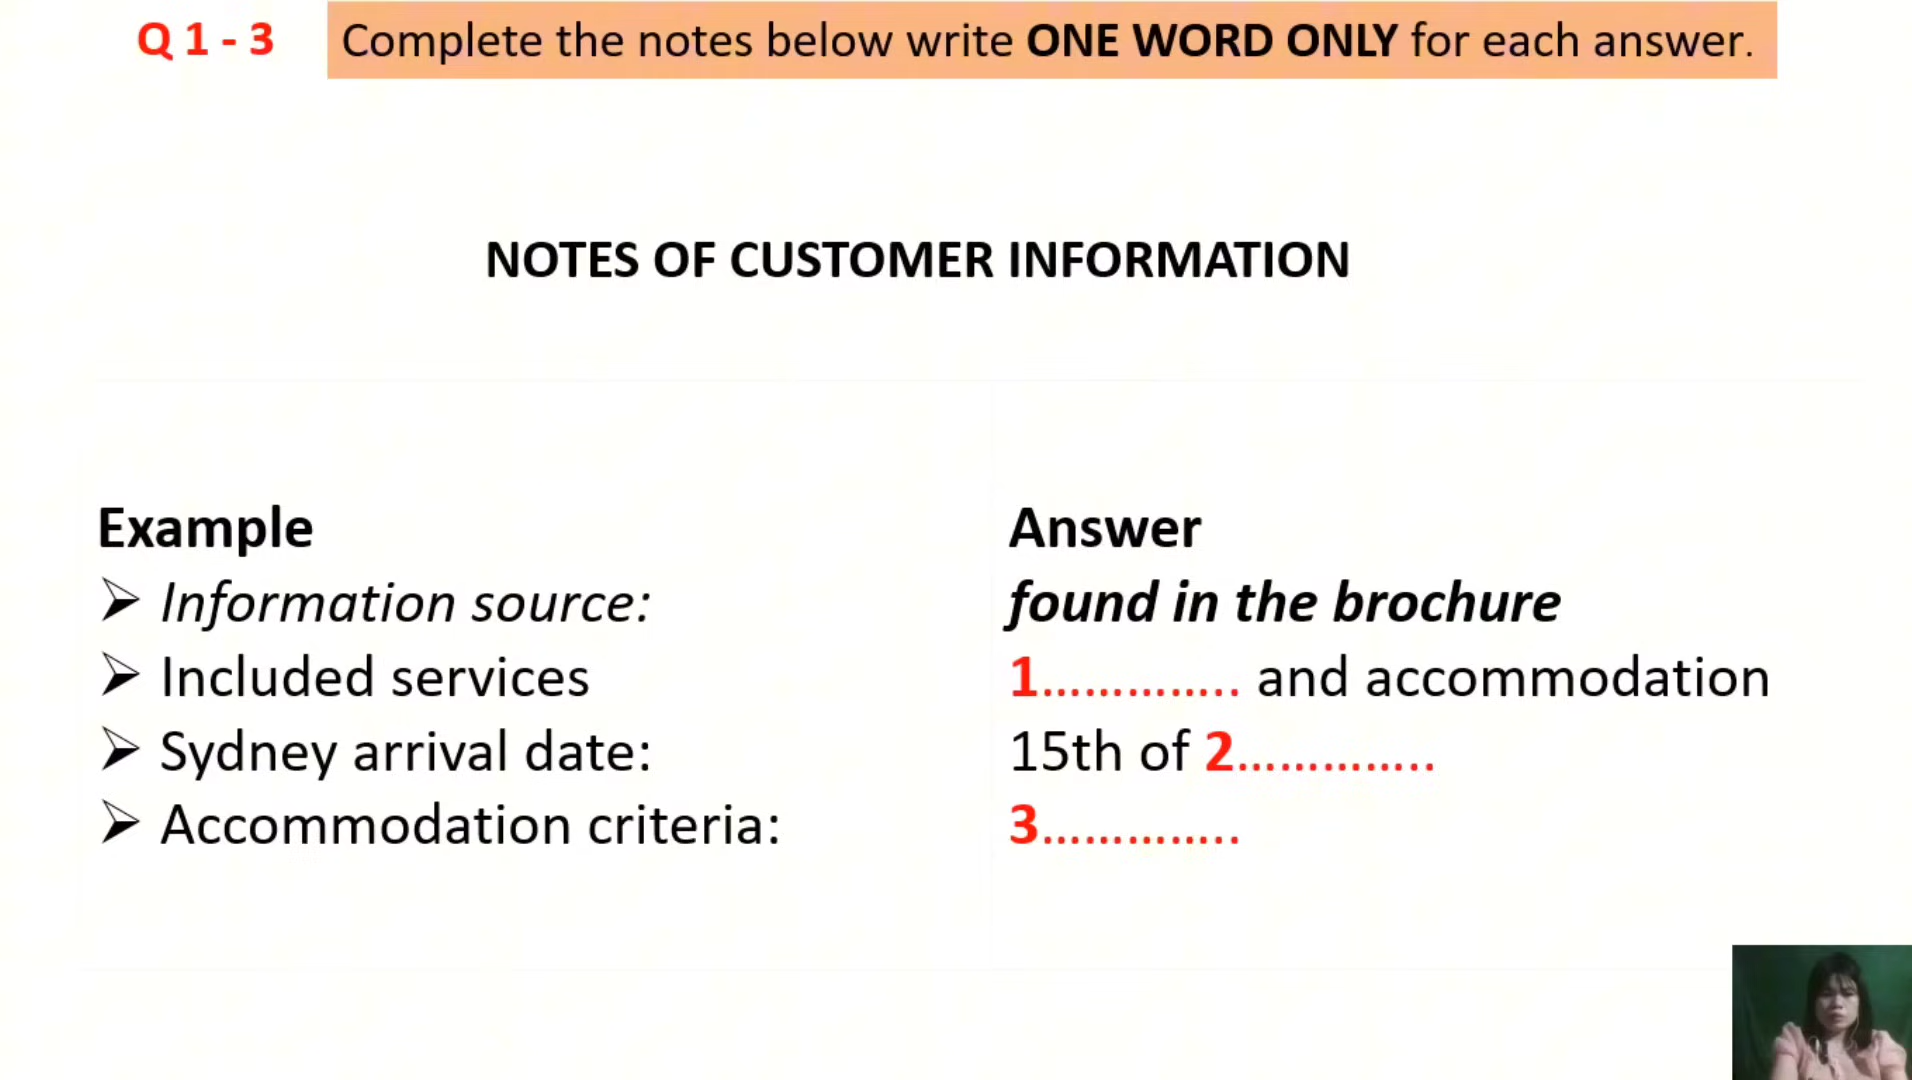 Q 1 - 3 Complete the notes below write ONE WORD ONLY for each answer.
NOTES OF CUSTOMER INFORMATION
Example Answer
➢ Information source: found in the brochure
➢ Included services 1………….. and accommodation
➢ Sydney arrival date: 15th of 2…………..
➢ Accommodation criteria: 3…………..